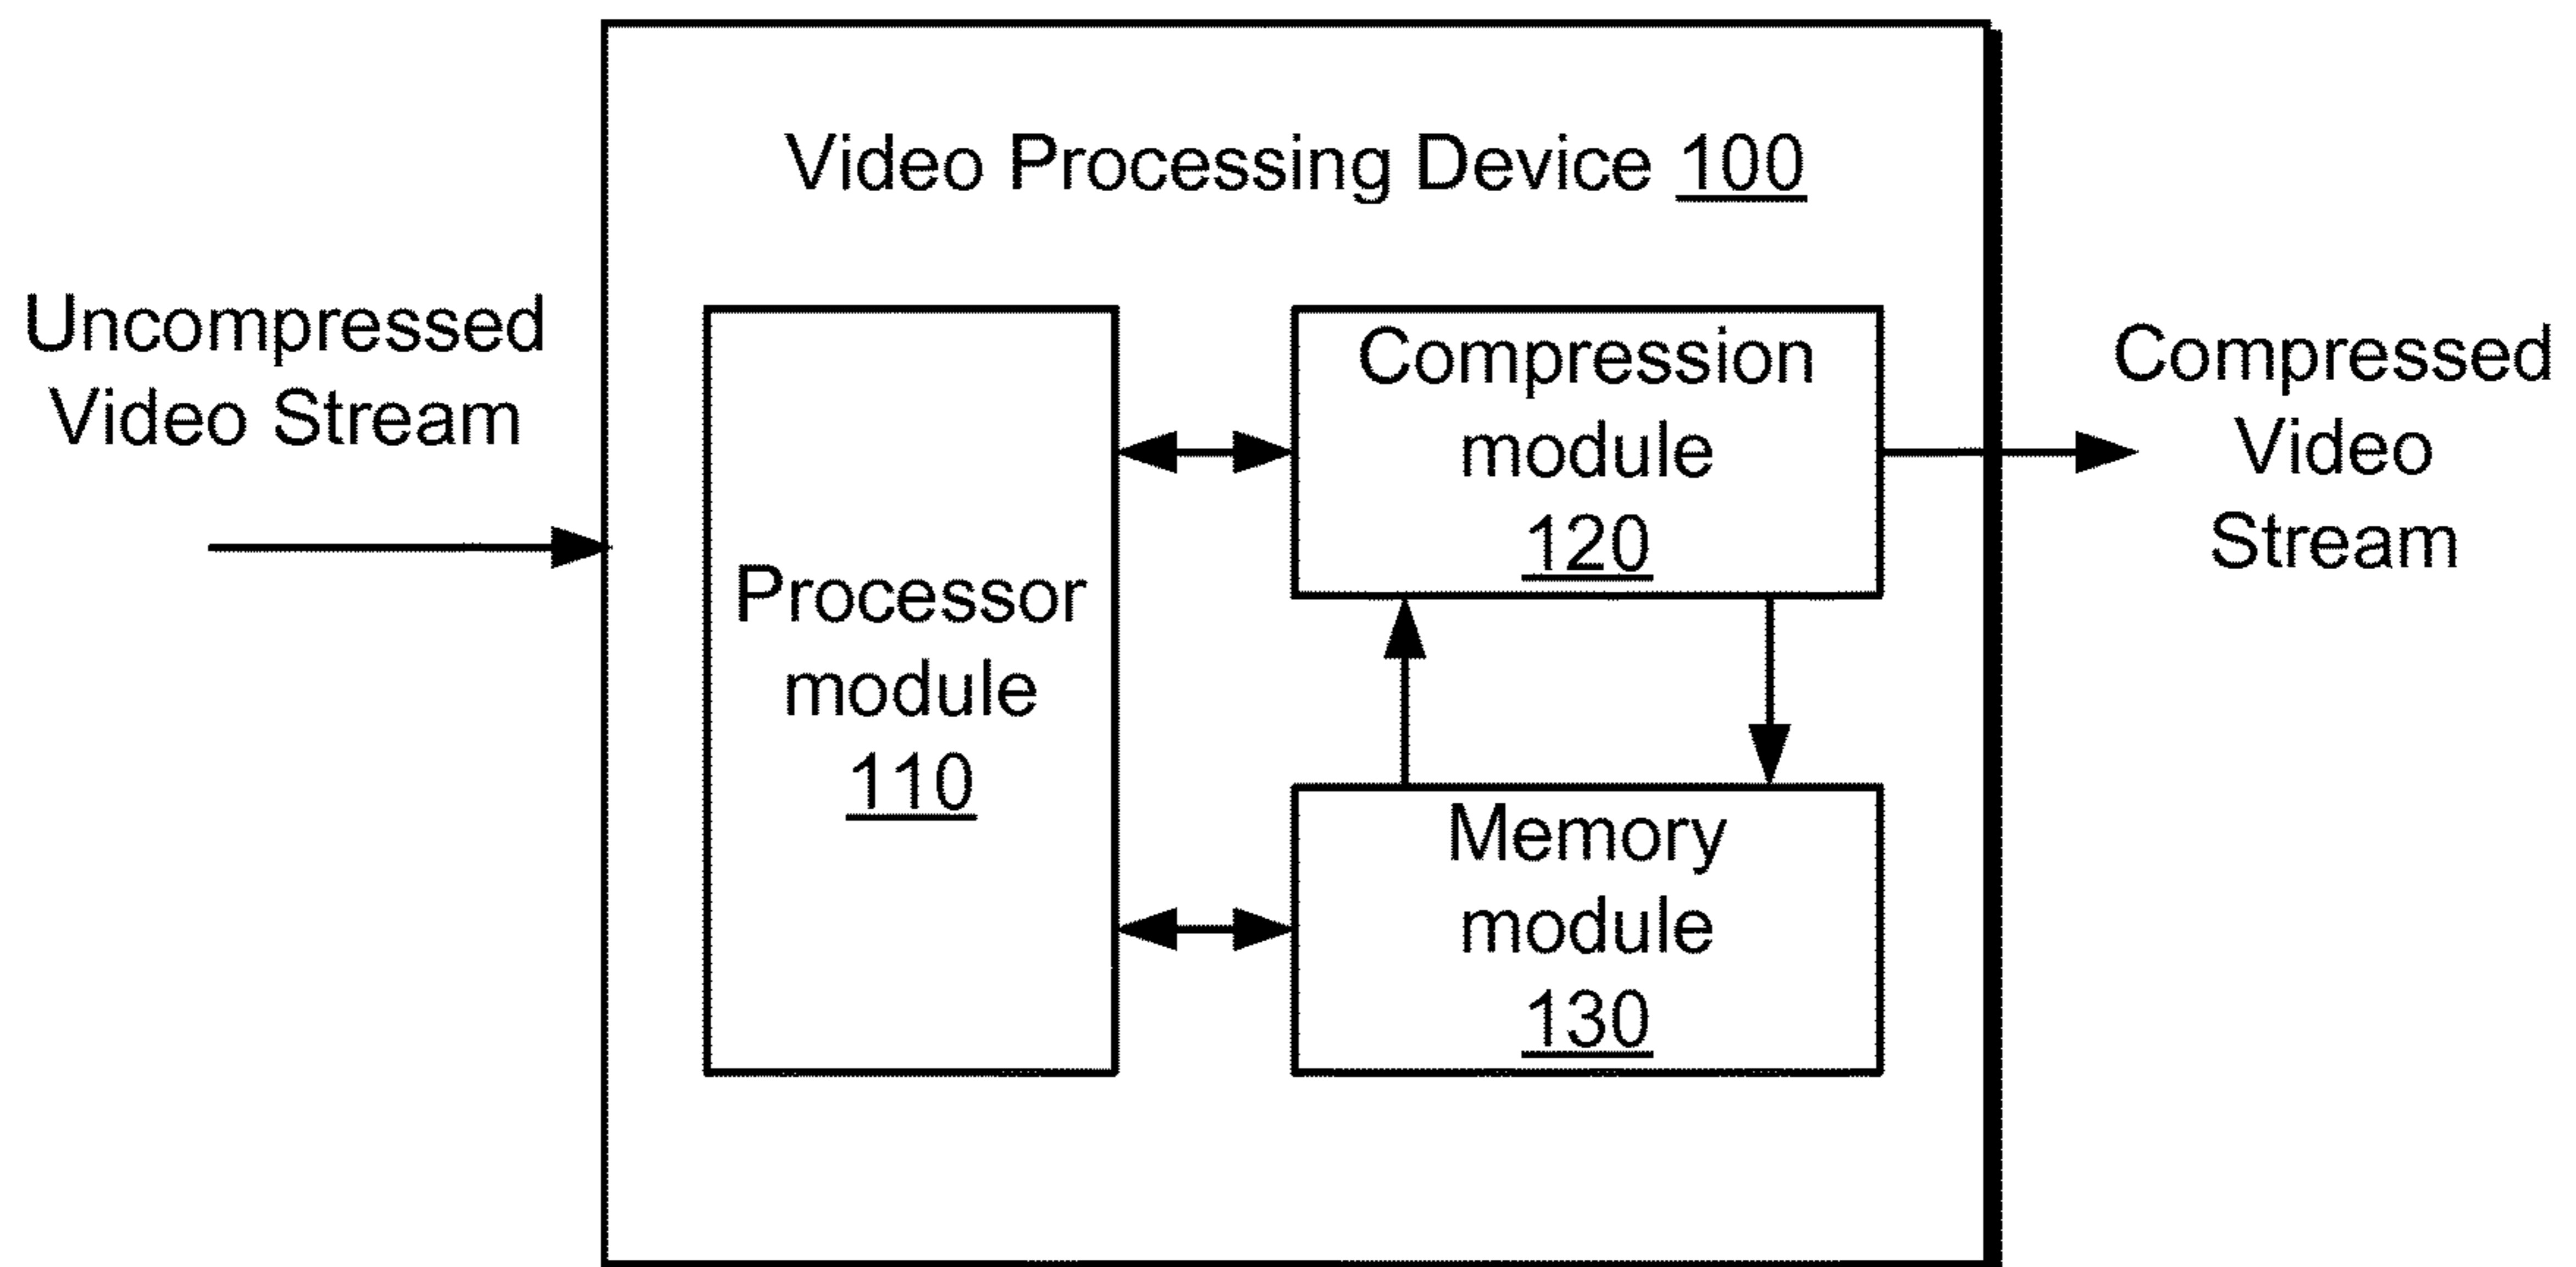 Video Processing Device 100
Uncompressed
Video Stream
Processor
module
110
Compression
module
120
Memory
module
130
Compressed
Video
Stream